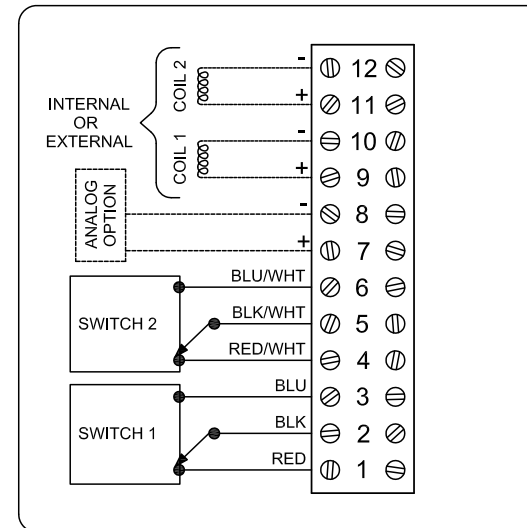 INTERNAL
OR
EXTERNAL
COIL 2
COIL 1
- 12
+ 11
- 10
+ 9
- 8
+ 7
ANALOG
OPTION
BLU/WHT 6
BLK/WHT 5
RED/WHT 4
SWITCH 2
BLU 3
BLK 2
RED 1
SWITCH 1